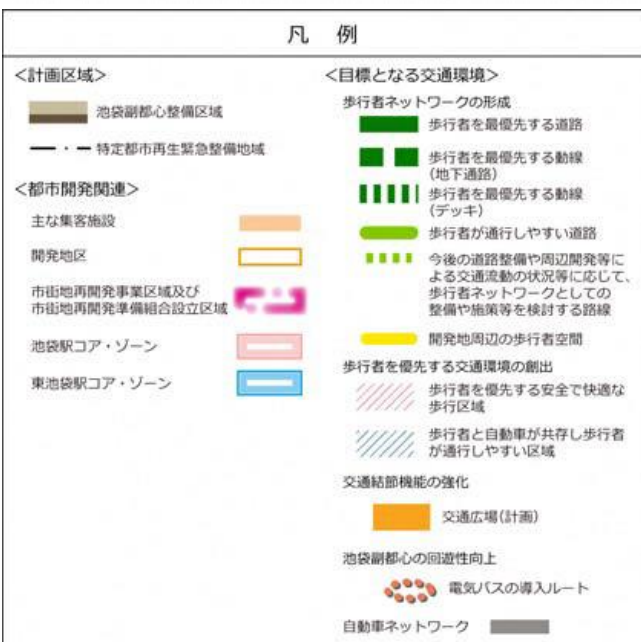 凡 例
<計画区域>
池袋副都心整備区域
特定都市再生緊急整備地域
<都市開発関連>
主な集客施設
開発地区
市街地再開発事業区域及び
市街地再開発準備組合設立区域
池袋駅コア・ゾーン
東池袋駅コア・ゾーン
<目標となる交通環境>
歩行者ネットワークの形成
歩行者を最優先する道路
歩行者を最優先する動線
(地下通路)
歩行者を最優先する動線
(デッキ)
歩行者が通行しやすい道路
今後の道路整備や周辺開発等に
よる交通流動の状況等に応じて、
歩行者ネットワークとしての
整備や施策等を検討する路線
開発地周辺の歩行者空間
歩行者を優先する交通環境の創出
歩行者を優先する安全で快適な
歩行区域
歩行者と自動車が共存し歩行者
が通行しやすい区域
交通結節機能の強化
交通広場(計画)
池袋副都心の回遊性向上
電気バスの導入ルート
自動車ネットワーク